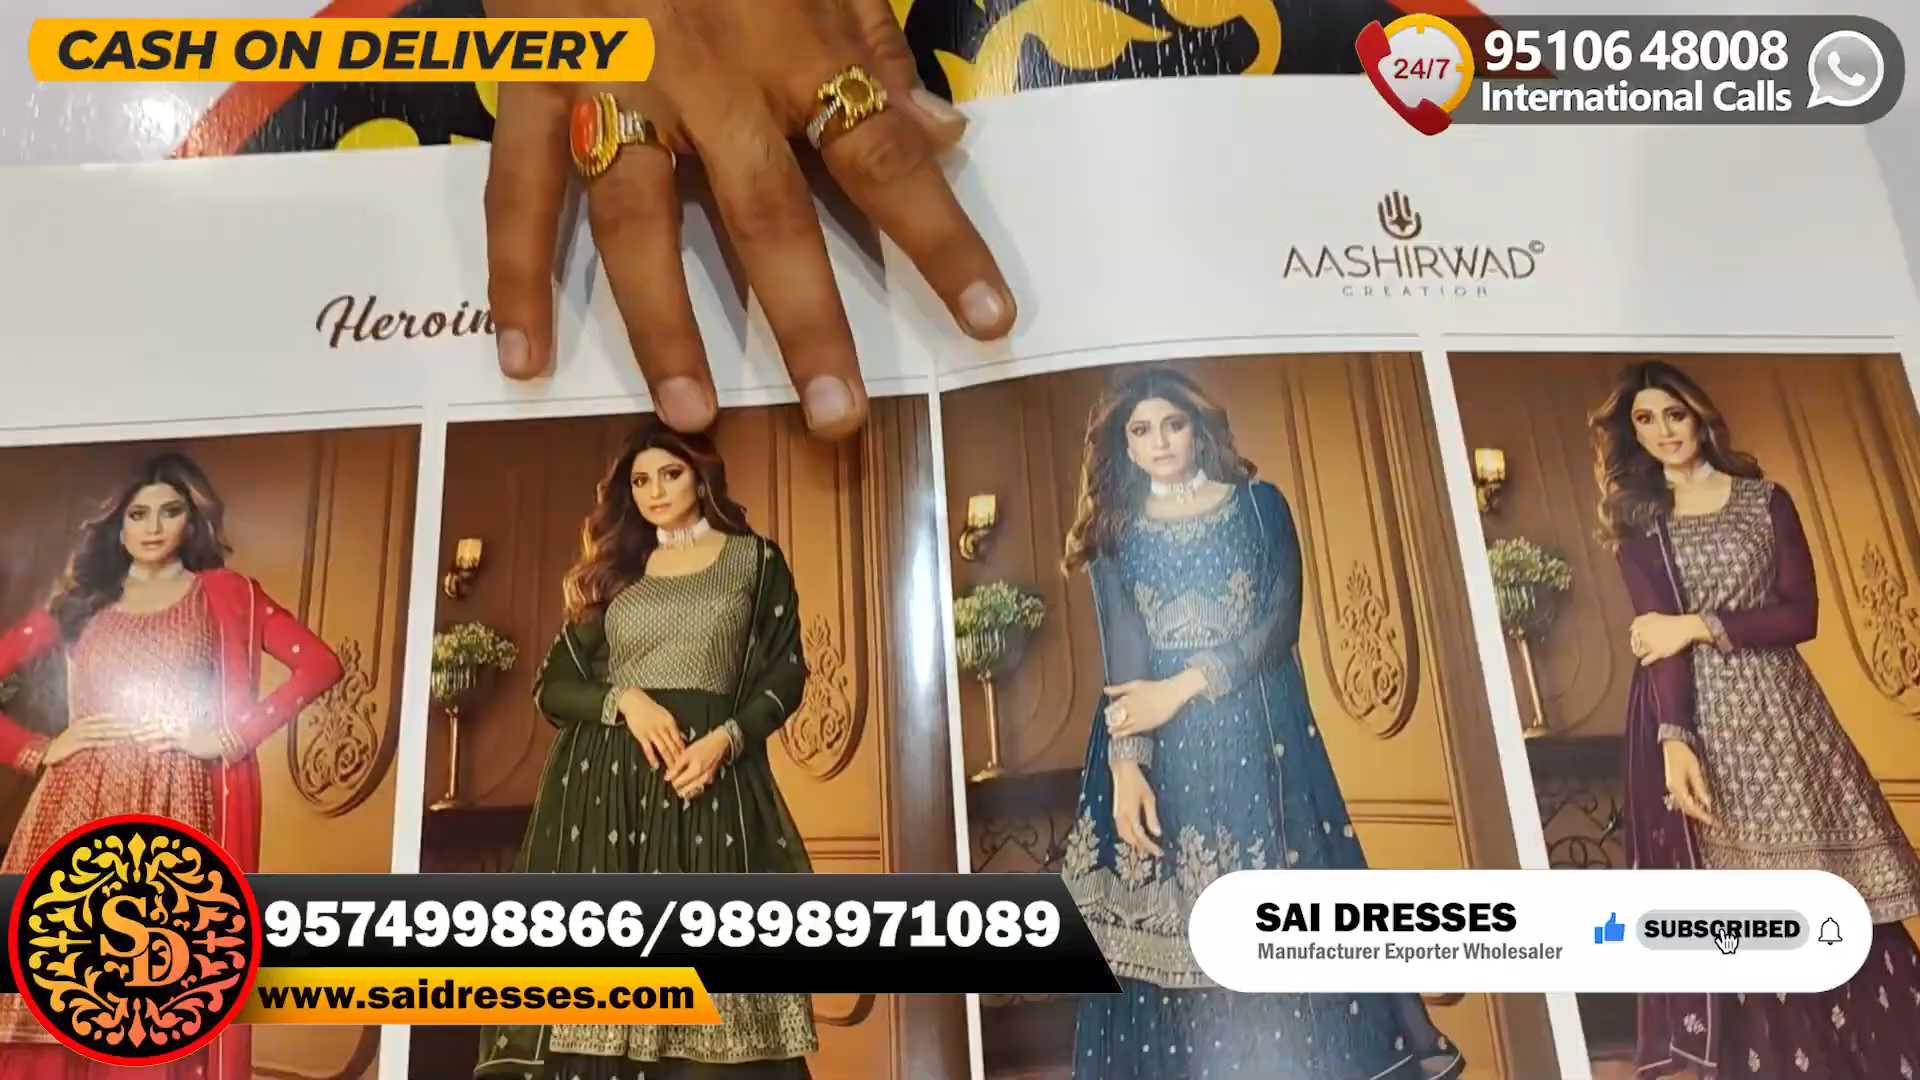 CASH ON DELIVERY
24/7
95106 48008
International Calls
AASHIRWAD©
CREATION
Heroin
SD
9574998866/9898971089
www.saidresses.com
SAI DRESSES
Manufacturer Exporter Wholesaler
SUBSCRIBED